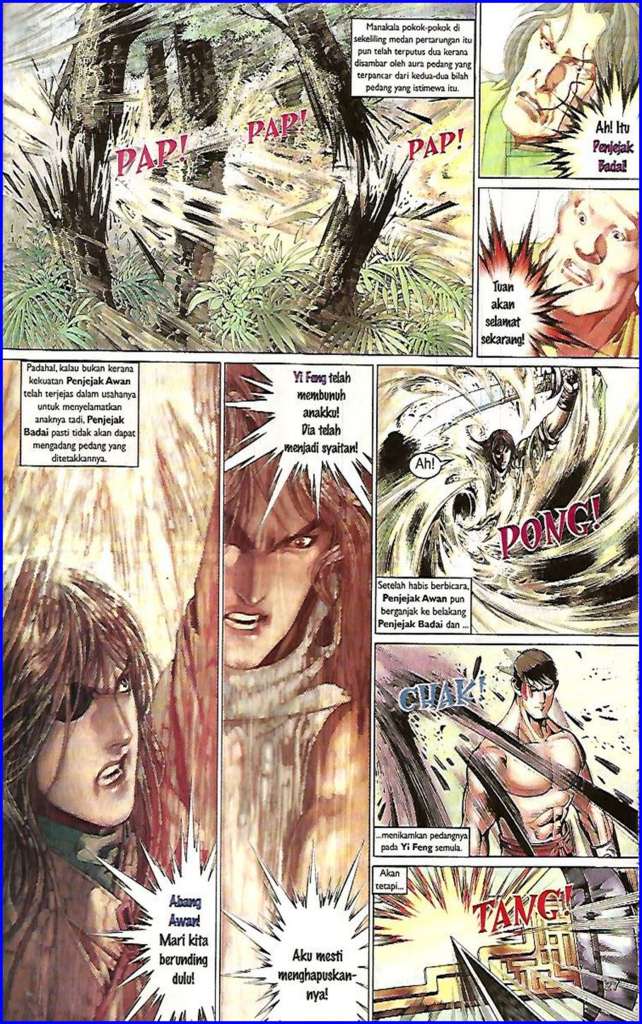 Manakala pokok-pokok di
sekeliling medan pertarungan itu
pun telah terputus dua kerana
disambar oleh aura pedang yang
terpancar dari kedua-dua bilah
pedang yang istimewa itu.
PAP!
PAP!
PAP!
Ah! Itu
Penjejak
Badai!
Tuan
akan
selamat
sekarang!
Padahal, kalau bukan kerana
kekuatan Penjejak Awan
telah terjejas dalam usahanya
untuk menyelamatkan
anaknya tadi, Penjejak
Badai pasti tidak akan dapat
mengadang pedang yang
ditetakkannya.
Abang
Awan!
Mari kita
berunding
dulu!
Yi Feng telah
membunuh
anakku!
Dia telah
menjadi syaitan!
Aku mesti
menghapuskan-
nya!
Ah!
PONG!
Setelah habis berbicara,
Penjejak Awan pun
berganjak ke belakang
Penjejak Badai dan ...
CHAK!
...menikamkan pedangnya
pada Yi Feng semula.
Akan
tetapi...
TANG!
27